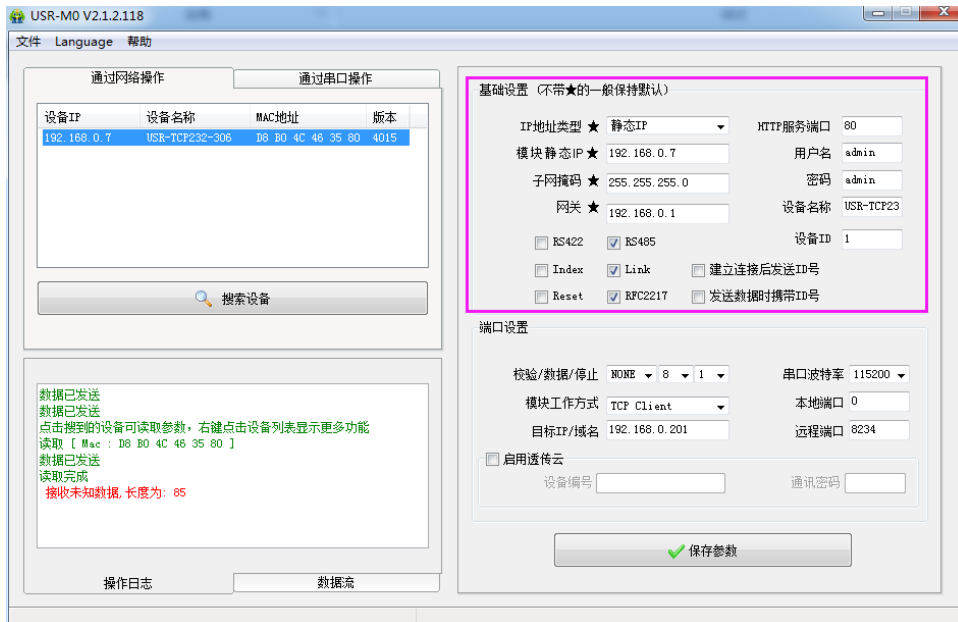 USR-M0 V2.1.2.118
文件 Language 帮助
通过网络操作 通过串口操作
设备IP 设备名称 MAC地址 版本
192.168.0.7 USR-TCP232-306 D8 B0 4C 46 35 80 4015
搜索设备
数据已发送
数据已发送
点击搜到的设备可读取参数，右键点击设备列表显示更多功能
读取 [ Mac : D8 B0 4C 46 35 80 ]
数据已发送
读取完成
接收未知数据,长度为: 85
操作日志 数据流
基础设置 (不带★的一般保持默认)
IP地址类型 ★ 静态IP HTTP服务端口 80
模块静态IP★ 192.168.0.7 用户名 admin
子网掩码 ★ 255.255.255.0 密码 admin
网关 ★ 192.168.0.1 设备名称 USR-TCP23
RS422 RS485 设备ID 1
Index Link 建立连接后发送ID号
Reset RFC2217 发送数据时携带ID号
端口设置
校验/数据/停止 NONE 8 1 串口波特率 115200
模块工作方式 TCP Client 本地端口 0
目标IP/域名 192.168.0.201 远程端口 8234
启用透传云
设备编号 通讯密码
保存参数